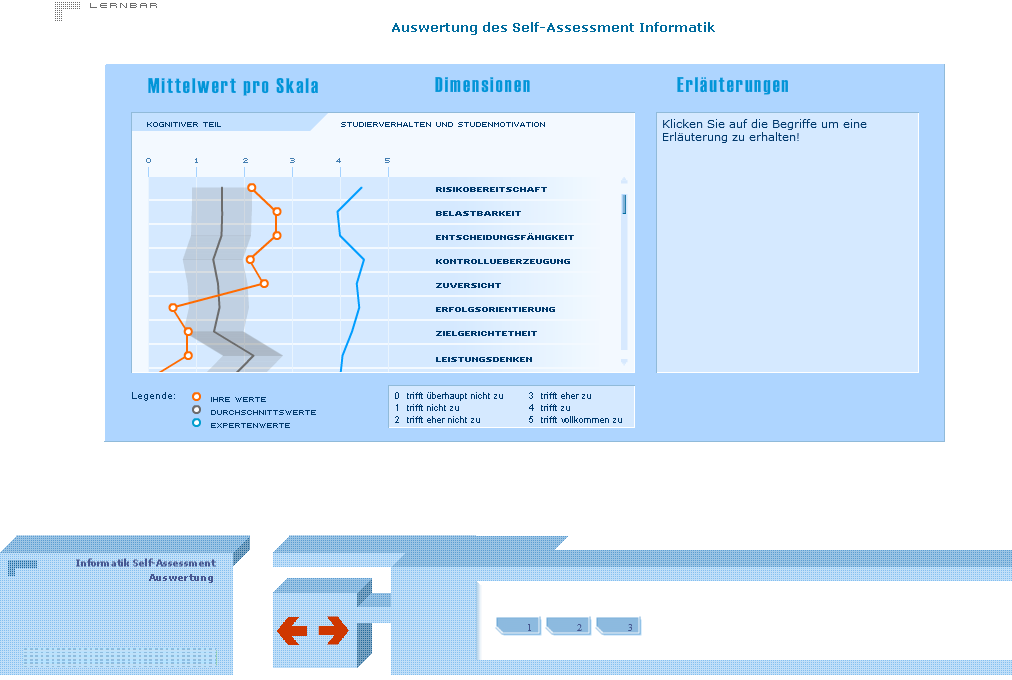 LERNBAR
Auswertung des Self-Assessment Informatik
Mittelwert pro Skala
Dimensionen
Erläuterungen
KOGNITIVER TEIL
STUDIERVERHALTEN UND STUDENMOTIVATION
Klicken Sie auf die Begriffe um eine
Erläuterung zu erhalten!
0 1 2 3 4 5
RISIKOBEREITSCHAFT
BELASTBARKEIT
ENTSCHEIDUNGSFÄHIGKEIT
KONTROLLUEBERZEUGUNG
ZUVERSICHT
ERFOLGSORIENTIERUNG
ZIELGERICHTETHEIT
LEISTUNGSDENKEN
Legende:
IHRE WERTE
DURCHSCHNITTSWERTE
EXPERTENWERTE
0 trifft überhaupt nicht zu 3 trifft eher zu
1 trifft nicht zu 4 trifft zu
2 trifft eher nicht zu 5 trifft vollkommen zu
Informatik Self-Assessment
Auswertung
1 2 3